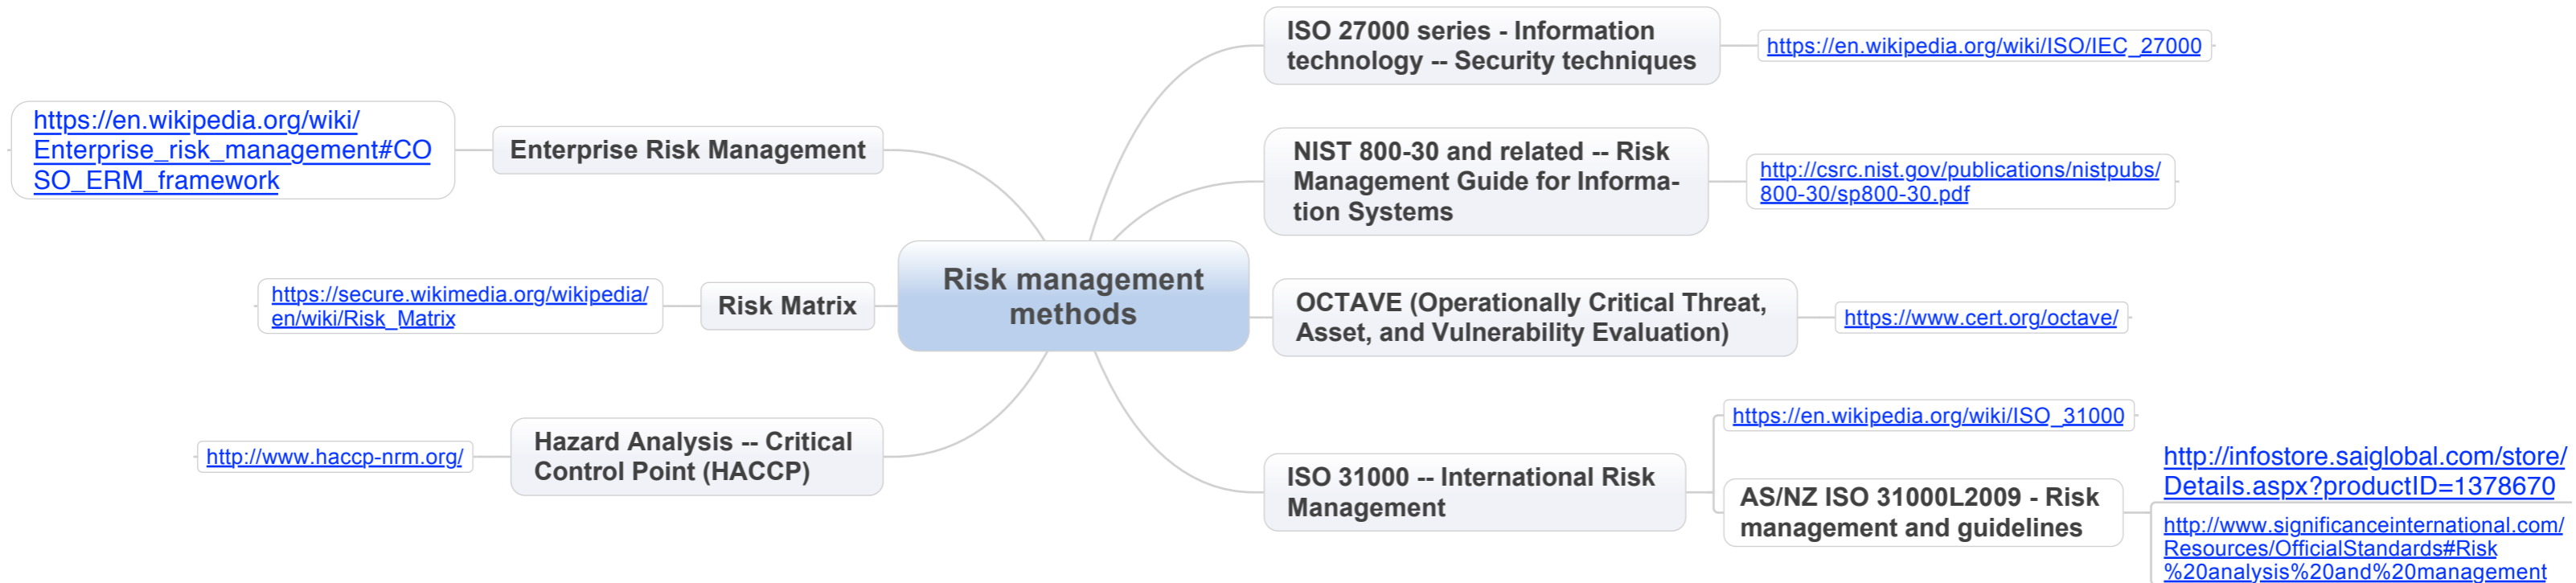 Risk management
methods
ISO 27000 series - Information
technology -- Security techniques
https://en.wikipedia.org/wiki/ISO/IEC_27000
NIST 800-30 and related -- Risk
Management Guide for Informa-
tion Systems
http://csrc.nist.gov/publications/nistpubs/
800-30/sp800-30.pdf
OCTAVE (Operationally Critical Threat,
Asset, and Vulnerability Evaluation)
https://www.cert.org/octave/
ISO 31000 -- International Risk
Management
https://en.wikipedia.org/wiki/ISO_31000
AS/NZ ISO 31000L2009 - Risk
management and guidelines
http://infostore.saiglobal.com/store/
Details.aspx?productID=1378670
http://www.significanceinternational.com/
Resources/OfficialStandards#Risk
%20analysis%20and%20management
Enterprise Risk Management
https://en.wikipedia.org/wiki/
Enterprise_risk_management#CO
SO_ERM_framework
Risk Matrix
https://secure.wikimedia.org/wikipedia/
en/wiki/Risk_Matrix
Hazard Analysis -- Critical
Control Point (HACCP)
http://www.haccp-nrm.org/